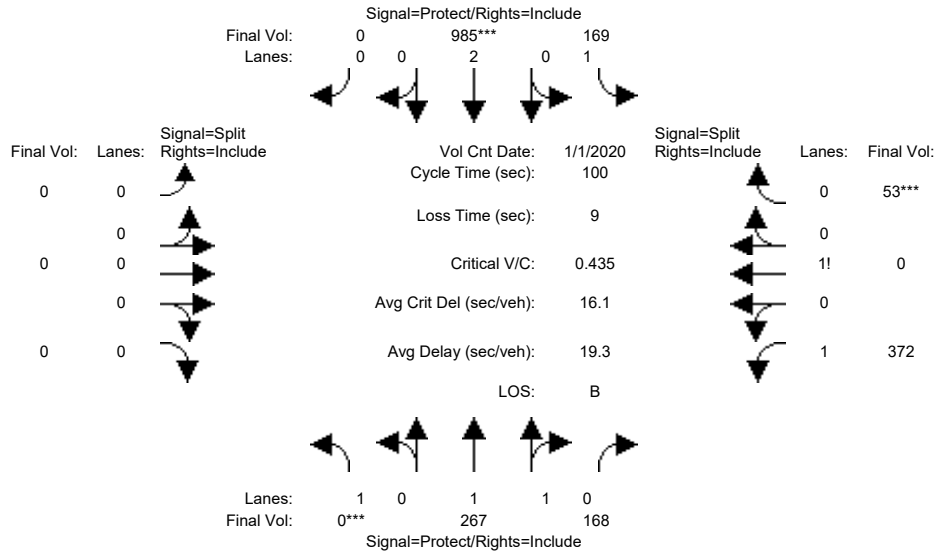 Signal=Protect/Rights=Include
Final Vol: 0 985*** 169
Lanes: 0 0 2 0 1
Signal=Split
Final Vol: Lanes: Rights=Include
Vol Cnt Date: 1/1/2020
Signal=Split
Rights=Include Lanes: Final Vol:
Cycle Time (sec): 100
0 0
0 53***
Loss Time (sec): 9
0
0
0 0
Critical V/C: 0.435
1! 0
0
Avg Crit Del (sec/veh): 16.1
0
0 0
Avg Delay (sec/veh): 19.3
1 372
LOS: B
Lanes: 1 0 1 1 0
Final Vol: 0*** 267 168
Signal=Protect/Rights=Include